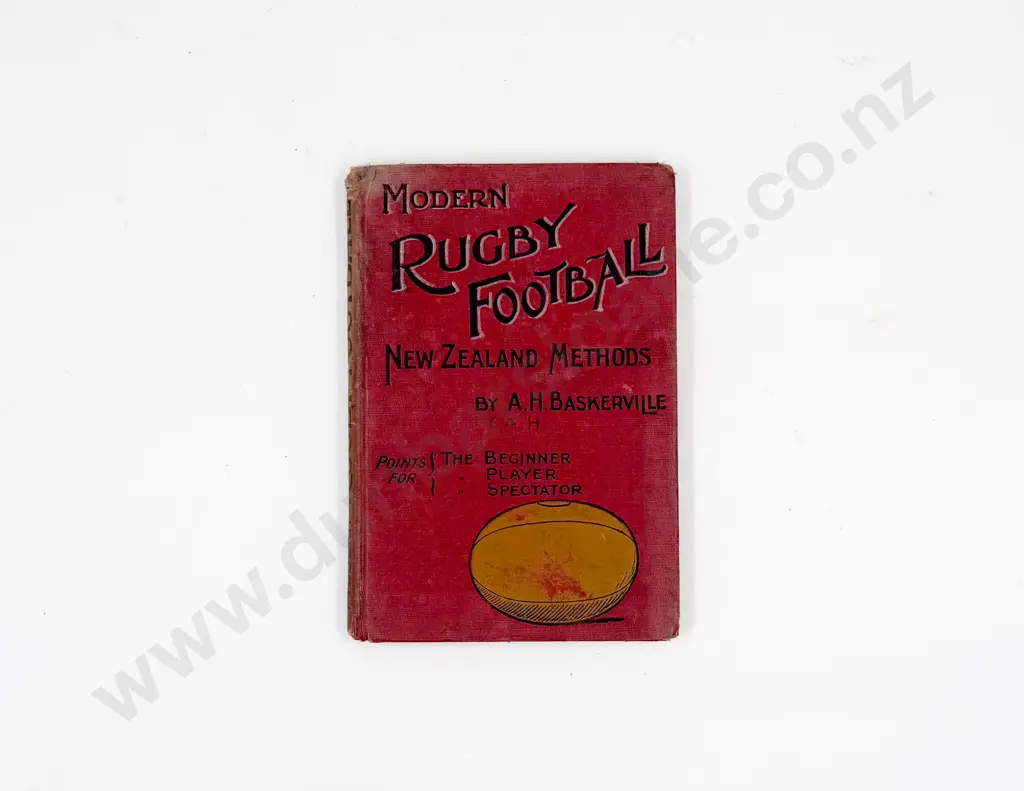 MODERN
RUGBY
FOOTBALL
NEW ZEALAND METHODS
BY A.H. BASKERVILLE
A. H.
POINTS FOR { THE BEGINNER
" PLAYER
" SPECTATOR